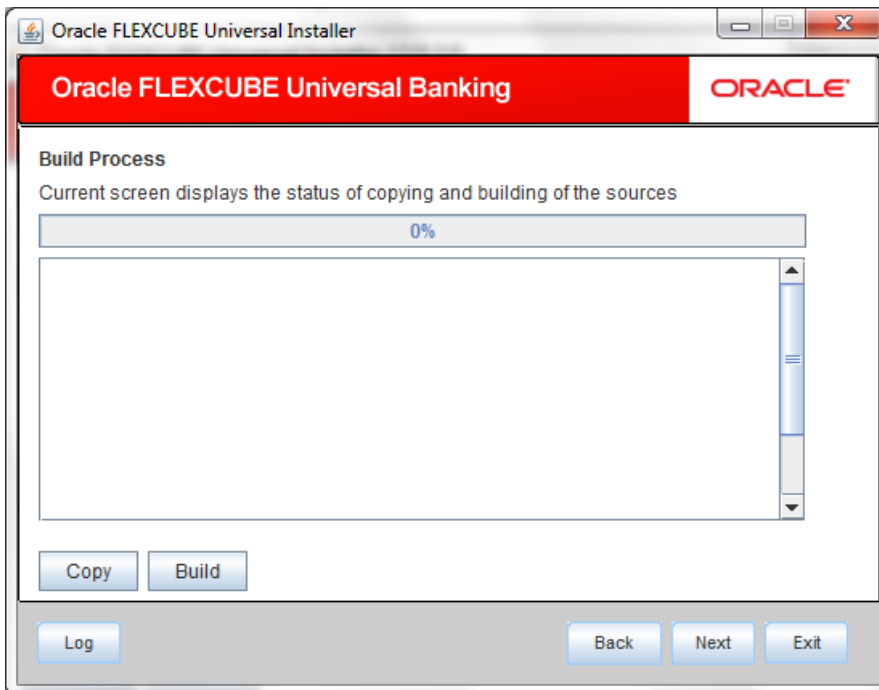 Oracle FLEXCUBE Universal Installer
Oracle FLEXCUBE Universal Banking
ORACLE
Build Process
Current screen displays the status of copying and building of the sources
0%
Copy Build
Log Back Next Exit